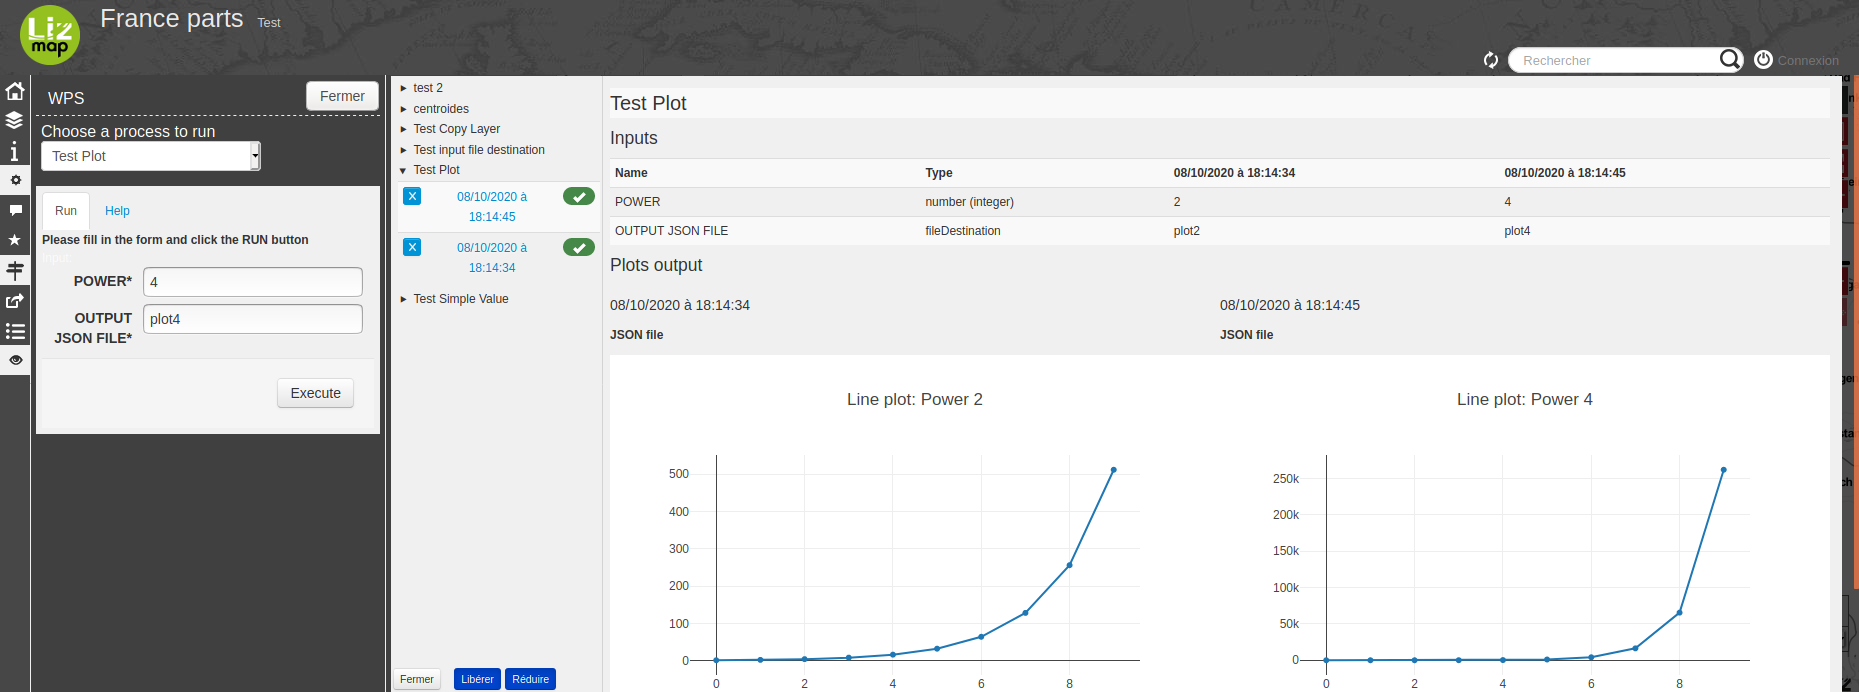 Liz
map
France parts Test
CAMERC
Rechercher
Connexion
WPS
Fermer
Choose a process to run
Test Plot
Run
Help
Please fill in the form and click the RUN button
Input:
POWER*
4
OUTPUT
JSON FILE*
plot4
Execute
test 2
centroides
Test Copy Layer
Test input file destination
Test Plot
X
08/10/2020 à
18:14:45
X
08/10/2020 à
18:14:34
Test Simple Value
Fermer
Libérer
Réduire
Test Plot
Inputs
Name Type 08/10/2020 à 18:14:34 08/10/2020 à 18:14:45
POWER number (integer) 2 4
OUTPUT JSON FILE fileDestination plot2 plot4
Plots output
08/10/2020 à 18:14:34
JSON file
Line plot: Power 2
500
400
300
200
100
0
0 2 4 6 8
08/10/2020 à 18:14:45
JSON file
Line plot: Power 4
250k
200k
150k
100k
50k
0
0 2 4 6 8